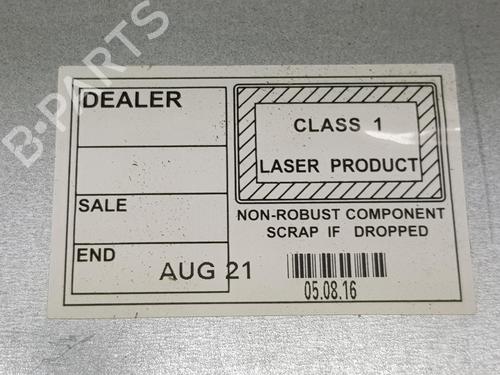 B-PARTS
DEALER
SALE
END
AUG 21
CLASS 1
LASER PRODUCT
NON-ROBUST COMPONENT
SCRAP IF DROPPED
05.08.16